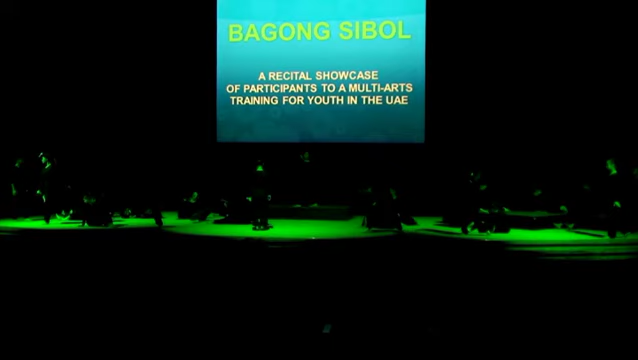 BAGONG SIBOL
A RECITAL SHOWCASE
OF PARTICIPANTS TO A MULTI-ARTS
TRAINING FOR YOUTH IN THE UAE